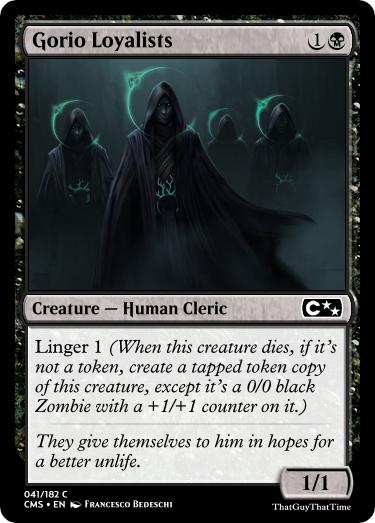 Gorio Loyalists 1
Creature — Human Cleric
C
Linger 1 (When this creature dies, if it's
not a token, create a tapped token copy
of this creature, except it's a 0/0 black
Zombie with a +1/+1 counter on it.)
They give themselves to him in hopes for
a better unlife.
1/1
041/182 C
CMS • EN Francesco Bedeschi
ThatGuyThatTime